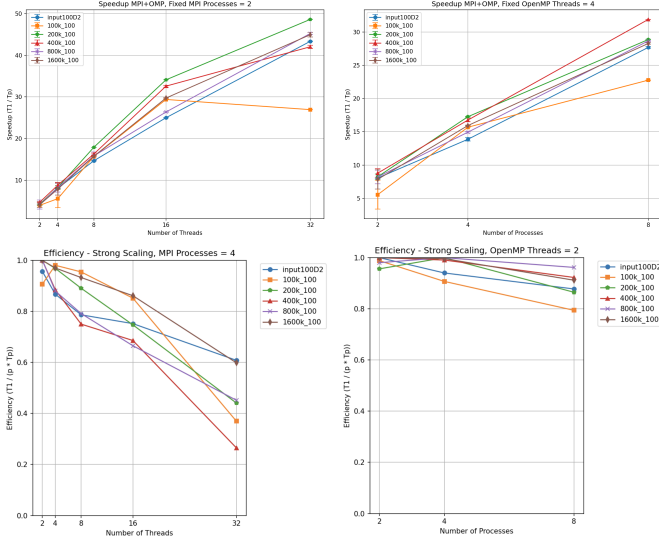 Speedup MPI+OMP, Fixed MPI Processes = 2
Speedup (T1 / Tp)
50
40
30
20
10
input100D2
100k_100
200k_100
400k_100
800k_100
1600k_100
2
4
8
16
32
Number of Threads
Speedup MPI+OMP, Fixed OpenMP Threads = 4
Speedup (T1 / Tp)
30
25
20
15
10
5
input100D2
100k_100
200k_100
400k_100
800k_100
1600k_100
2
4
8
Number of Processes
Efficiency - Strong Scaling, MPI Processes = 4
Efficiency (T1 / (p * Tp))
1.0
0.8
0.6
0.4
0.2
0.0
input100D2
100k_100
200k_100
400k_100
800k_100
1600k_100
2
4
8
16
32
Number of Threads
Efficiency - Strong Scaling, OpenMP Threads = 2
Efficiency (T1 / (p * Tp))
1.0
0.8
0.6
0.4
0.2
0.0
input100D2
100k_100
200k_100
400k_100
800k_100
1600k_100
2
4
8
Number of Processes